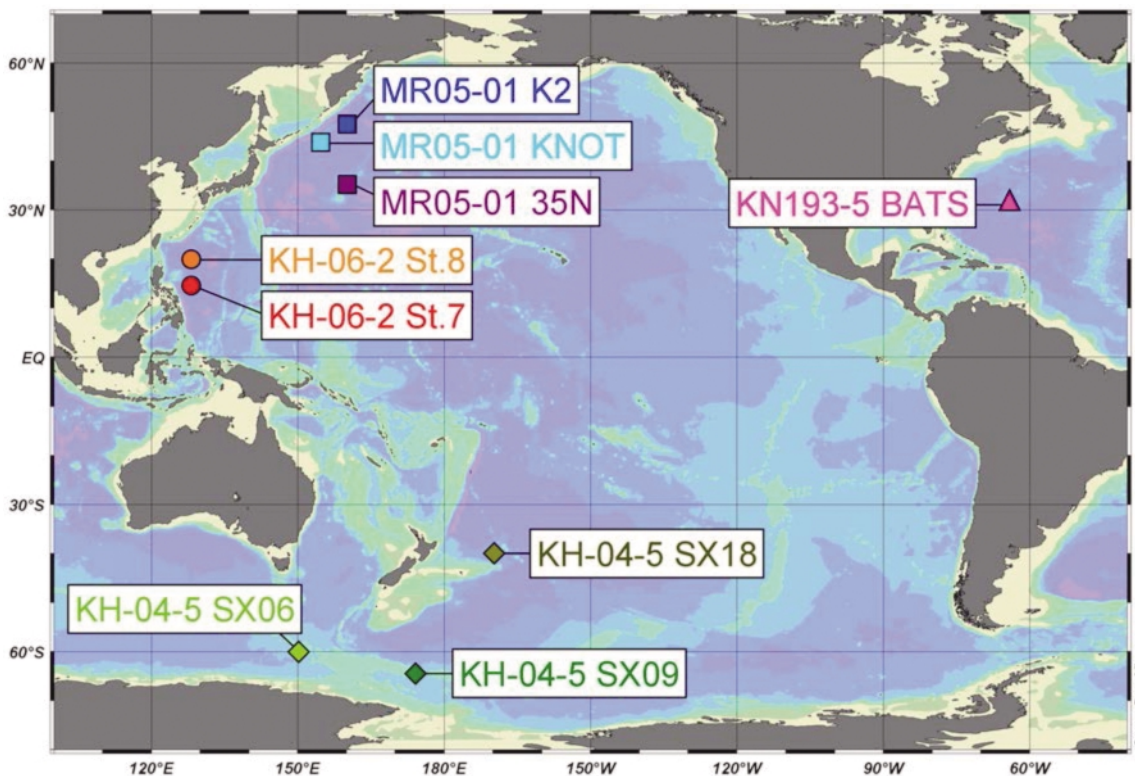 60°N
MR05-01 K2
MR05-01 KNOT
MR05-01 35N
KN193-5 BATS
30°N
KH-06-2 St.8
KH-06-2 St.7
EQ
30°S
KH-04-5 SX18
KH-04-5 SX06
60°S
KH-04-5 SX09
120°E 150°E 180°E 150°W 120°W 90°W 60°W